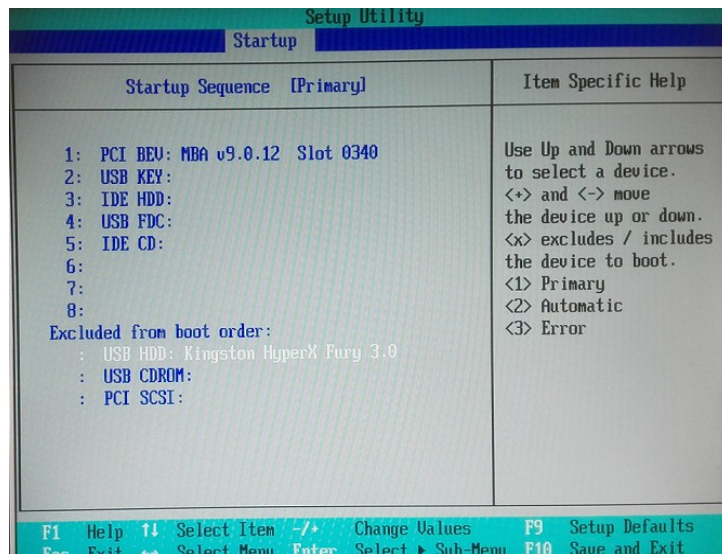 Setup Utility
Startup
Startup Sequence [Primary]
Item Specific Help
1: PCI BEV: MBA v9.0.12 Slot 0340
2: USB KEY:
3: IDE HDD:
4: USB FDC:
5: IDE CD:
6:
7:
8:
Excluded from boot order:
: USB HDD: Kingston HyperX Fury 3.0
: USB CDROM:
: PCI SCSI:
Use Up and Down arrows
to select a device.
<+> and <-> move
the device up or down.
<x> excludes / includes
the device to boot.
<1> Primary
<2> Automatic
<3> Error
F1 Help ↑↓ Select Item -/+ Change Values F9 Setup Defaults
Esc Exit ↔ Select Menu Enter Select ▶ Sub-Menu F10 Save and Exit